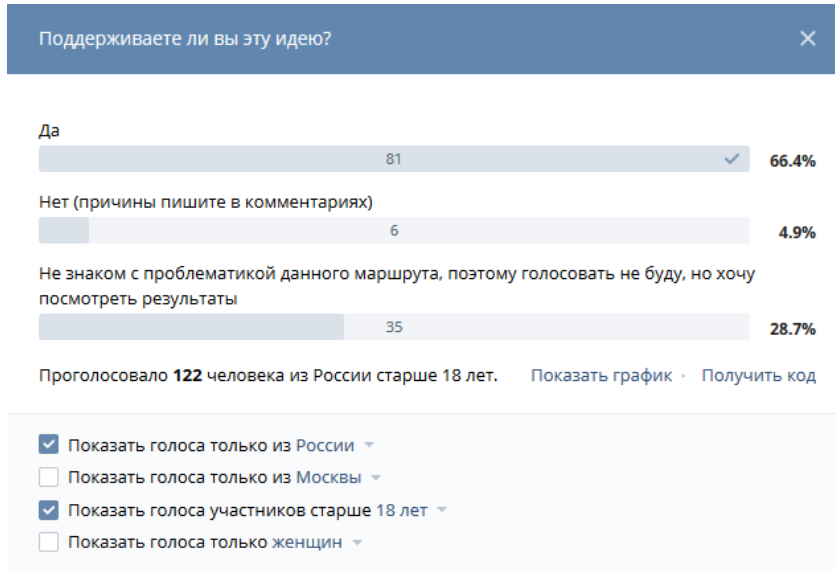 Поддерживаете ли вы эту идею?
Да
81
66.4%
Нет (причины пишите в комментариях)
6
4.9%
Не знаком с проблематикой данного маршрута, поэтому голосовать не буду, но хочу
посмотреть результаты
35
28.7%
Проголосовало 122 человека из России старше 18 лет. Показать график · Получить код
Показать голоса только из России
Показать голоса только из Москвы
Показать голоса участников старше 18 лет
Показать голоса только женщин